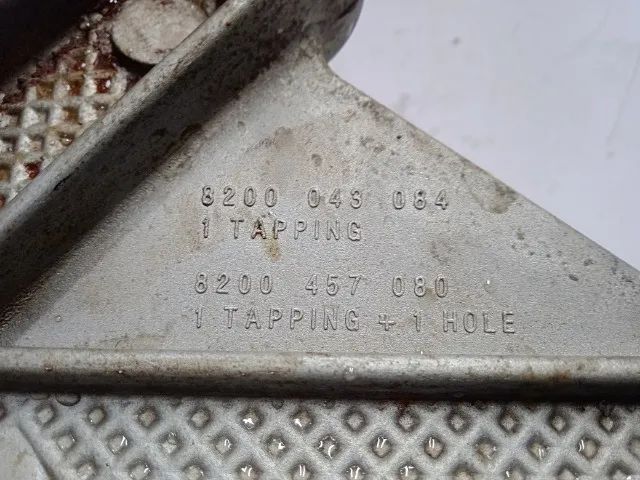 8200 043 084
1 TAPPING
8200 457 080
1 TAPPING + 1 HOLE